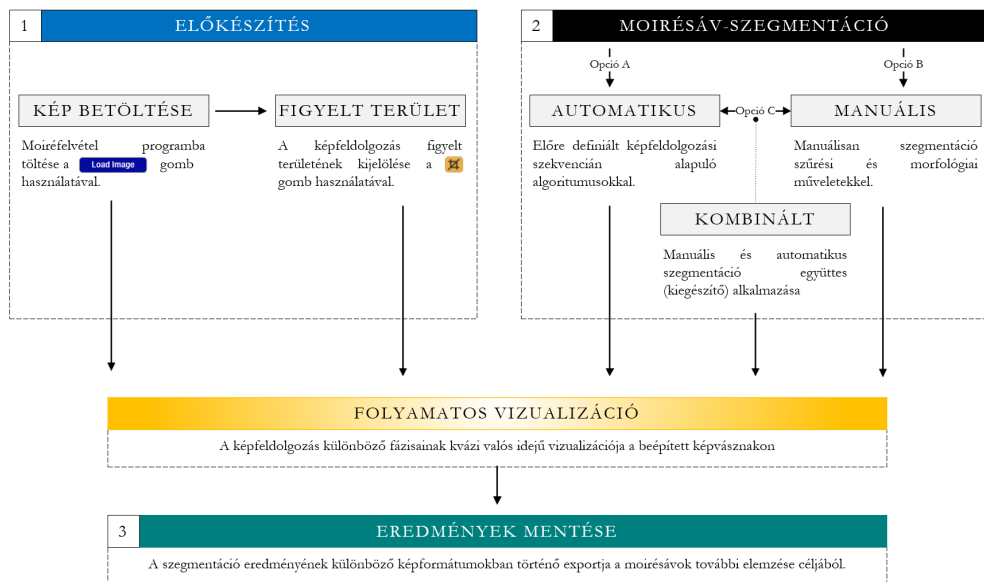 1
ELŐKÉSZÍTÉS
KÉP BETÖLTÉSE
Moiréfelvétel programba
töltése a Load Image gomb
használatával.
FIGYELT TERÜLET
A képfeldolgozás figyelt
területének kijelölése a
gomb használatával.
2
MOIRÉSÁV-SZEGMENTÁCIÓ
Opció A
Opció B
AUTOMATIKUS
Opció C
MANUÁLIS
Előre definiált képfeldolgozási
szekvencián alapuló
algoritumusokkal.
Manuálisan szegmentáció
szűrési és morfológiai
műveletekkel.
KOMBINÁLT
Manuális és automatikus
szegmentáció együttes
(kiegészítő) alkalmazása
FOLYAMATOS VIZUALIZÁCIÓ
A képfeldolgozás különböző fázisainak kvázi valós idejű vizualizációja a beépített képvásznakon
3
EREDMÉNYEK MENTÉSE
A szegmentáció eredményének különböző képformátumokban történő exportja a moirésávok további elemzése céljából.